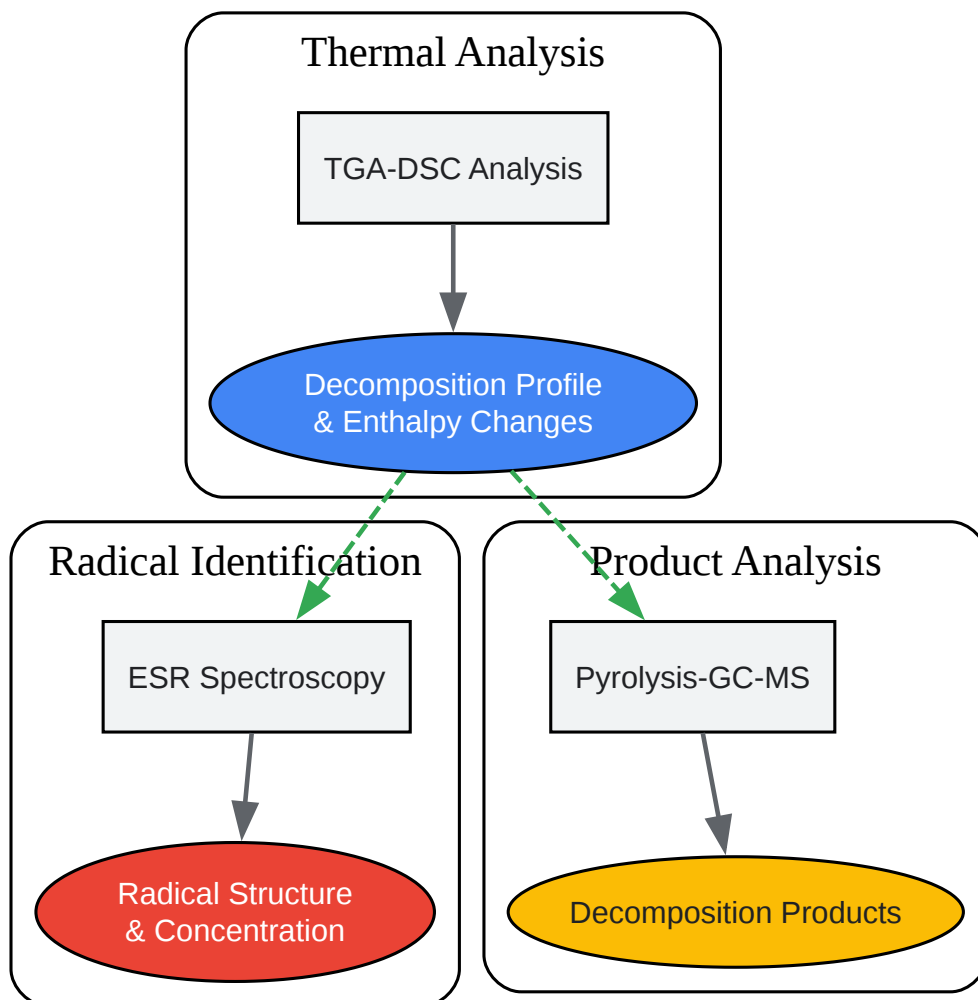 Thermal Analysis
TGA-DSC Analysis
Decomposition Profile
& Enthalpy Changes
Radical Identification
Product Analysis
ESR Spectroscopy
Pyrolysis-GC-MS
Radical Structure
& Concentration
Decomposition Products